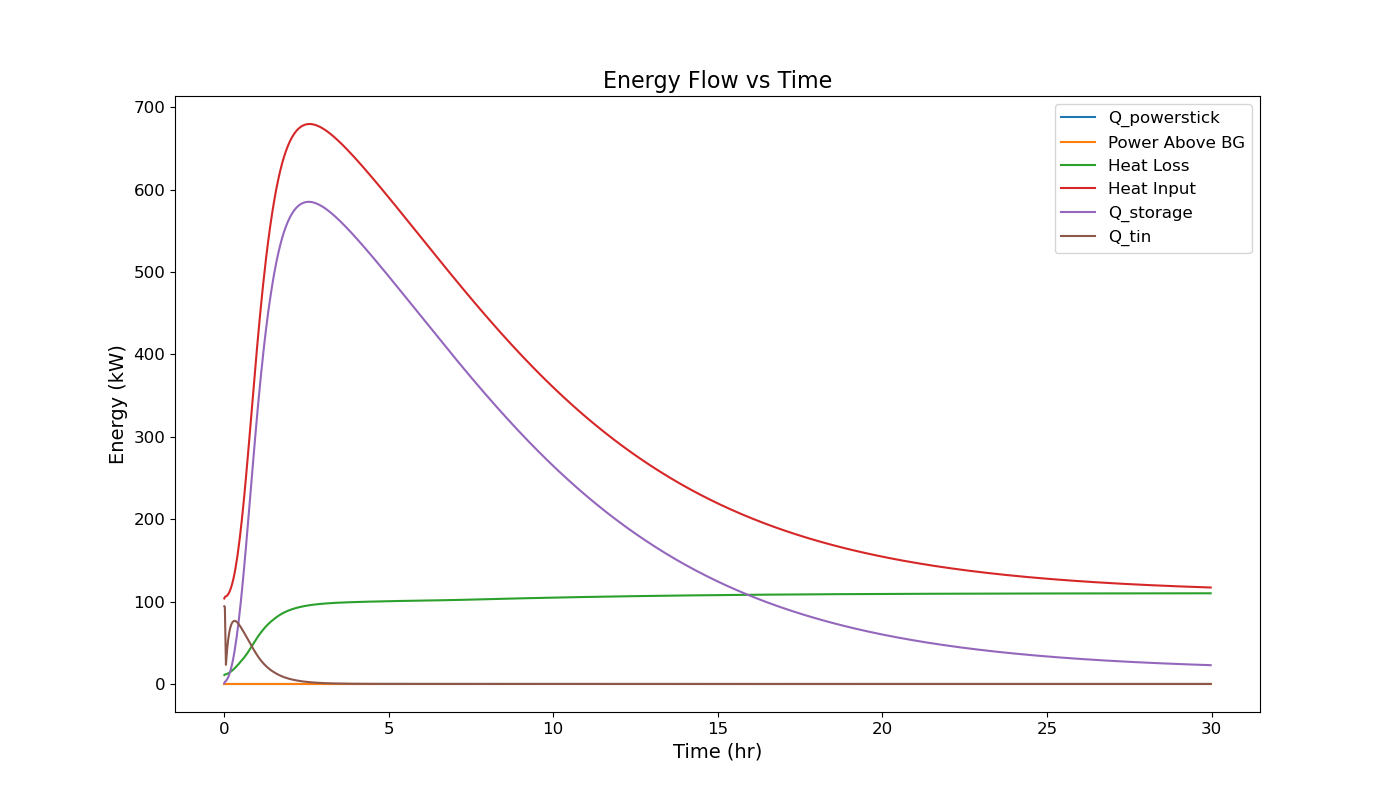 Energy Flow vs Time
Energy (kW)
700
600
500
400
300
200
100
0
Q_powerstick
Power Above BG
Heat Loss
Heat Input
Q_storage
Q_tin
0 5 10 15 20 25 30
Time (hr)